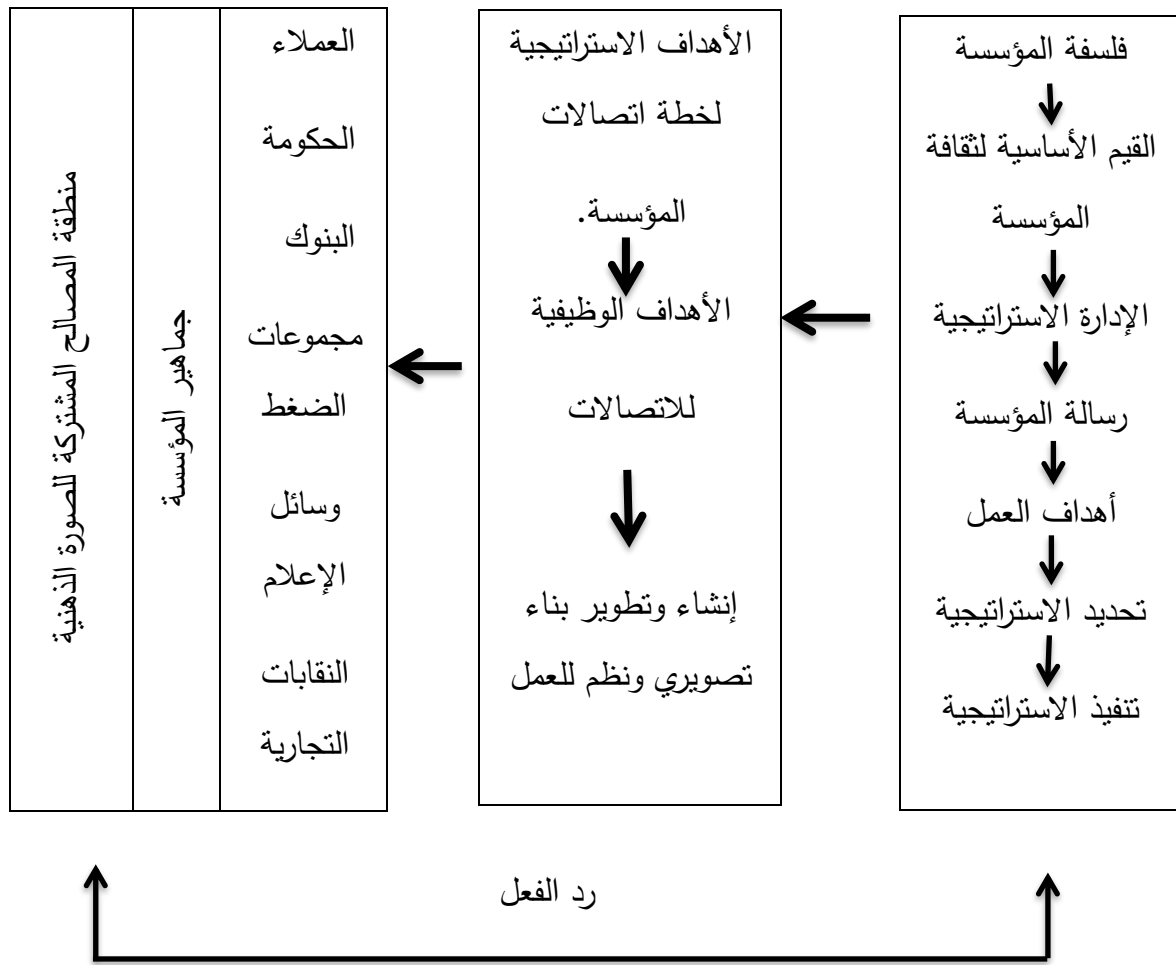 فلسفة المؤسسة
القيم الأساسية لثقافة
المؤسسة
الإدارة الاستراتيجية
رسالة المؤسسة
أهداف العمل
تحديد الاستراتيجية
تنفيذ الاستراتيجية
الأهداف الاستراتيجية
لخطة اتصالات
المؤسسة.
الأهداف الوظيفية
للاتصالات
إنشاء وتطوير بناء
تصويري ونظم للعمل
العملاء
الحكومة
البنوك
مجموعات
الضغط
وسائل
الإعلام
النقابات
التجارية
جماهير المؤسسة
منطقة المصالح المشتركة للصورة الذهنية
رد الفعل